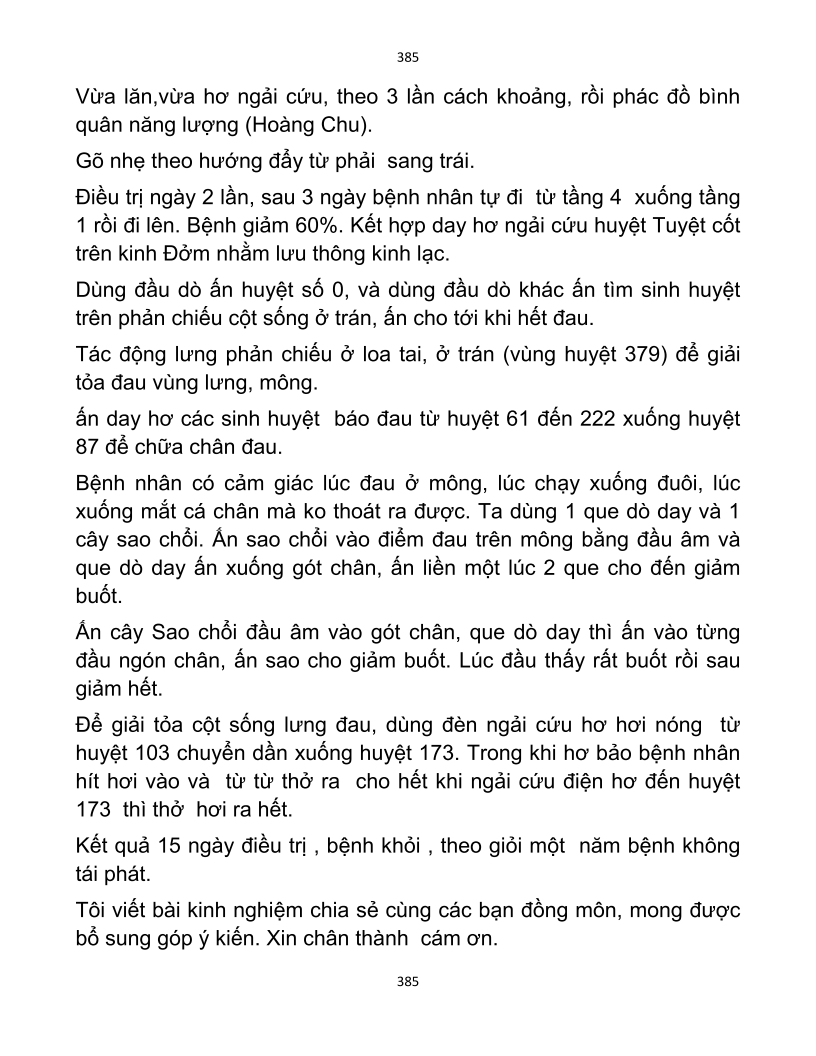 385
Vừa lăn,vừa hơ ngải cứu, theo 3 lần cách khoảng, rồi phác đồ bình
quân năng lượng (Hoàng Chu).
Gõ nhẹ theo hướng đẩy từ phải sang trái.
Điều trị ngày 2 lần, sau 3 ngày bệnh nhân tự đi từ tầng 4 xuống tầng
1 rồi đi lên. Bệnh giảm 60%. Kết hợp day hơ ngải cứu huyệt Tuyệt cốt
trên kinh Đởm nhằm lưu thông kinh lạc.
Dùng đầu dò ấn huyệt số 0, và dùng đầu dò khác ấn tìm sinh huyệt
trên phản chiếu cột sống ở trán, ấn cho tới khi hết đau.
Tác động lưng phản chiếu ở loa tai, ở trán (vùng huyệt 379) để giải
tỏa đau vùng lưng, mông.
ấn day hơ các sinh huyệt báo đau từ huyệt 61 đến 222 xuống huyệt
87 để chữa chân đau.
Bệnh nhân có cảm giác lúc đau ở mông, lúc chạy xuống đuôi, lúc
xuống mắt cá chân mà ko thoát ra được. Ta dùng 1 que dò day và 1
cây sao chổi. Ấn sao chổi vào điểm đau trên mông bằng đầu âm và
que dò day ấn xuống gót chân, ấn liền một lúc 2 que cho đến giảm
buốt.
Ấn cây Sao chổi đầu âm vào gót chân, que dò day thì ấn vào từng
đầu ngón chân, ấn sao cho giảm buốt. Lúc đầu thấy rất buốt rồi sau
giảm hết.
Để giải tỏa cột sống lưng đau, dùng đèn ngải cứu hơ hơi nóng từ
huyệt 103 chuyển dần xuống huyệt 173. Trong khi hơ bảo bệnh nhân
hít hơi vào và từ từ thở ra cho hết khi ngải cứu điện hơ đến huyệt
173 thì thở hơi ra hết.
Kết quả 15 ngày điều trị , bệnh khỏi , theo giỏi một năm bệnh không
tái phát.
Tôi viết bài kinh nghiệm chia sẻ cùng các bạn đồng môn, mong được
bổ sung góp ý kiến. Xin chân thành cám ơn.
385